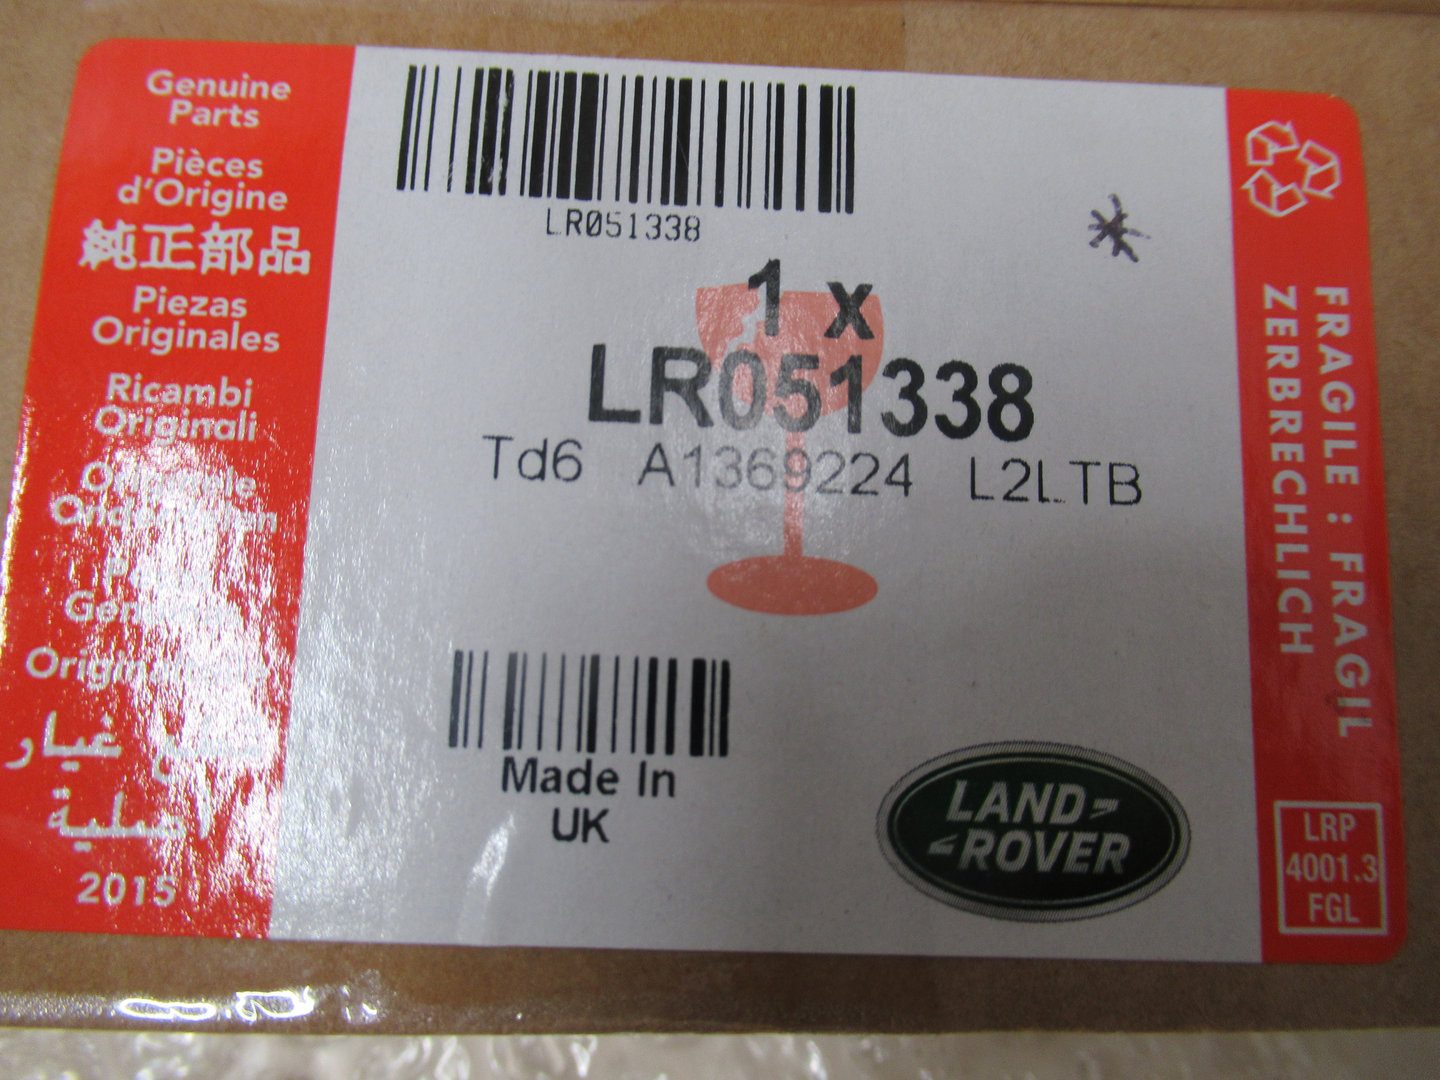 Genuine
Parts
Pièces
d'Origine
純正部品
Piezas
Originales
Ricambi
Originali
2015
LR051338
1 x
LR051338
Td6 A1369224 L2LTB
Made In
UK
LAND
ROVER
FRAGILE : FRAGIL
ZERBRECHLICH
LRP
4001.3
FGL